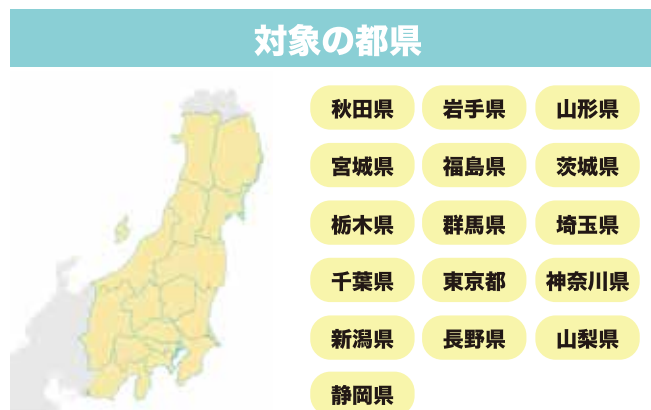 対象の都県
秋田県 岩手県 山形県
宮城県 福島県 茨城県
栃木県 群馬県 埼玉県
千葉県 東京都 神奈川県
新潟県 長野県 山梨県
静岡県